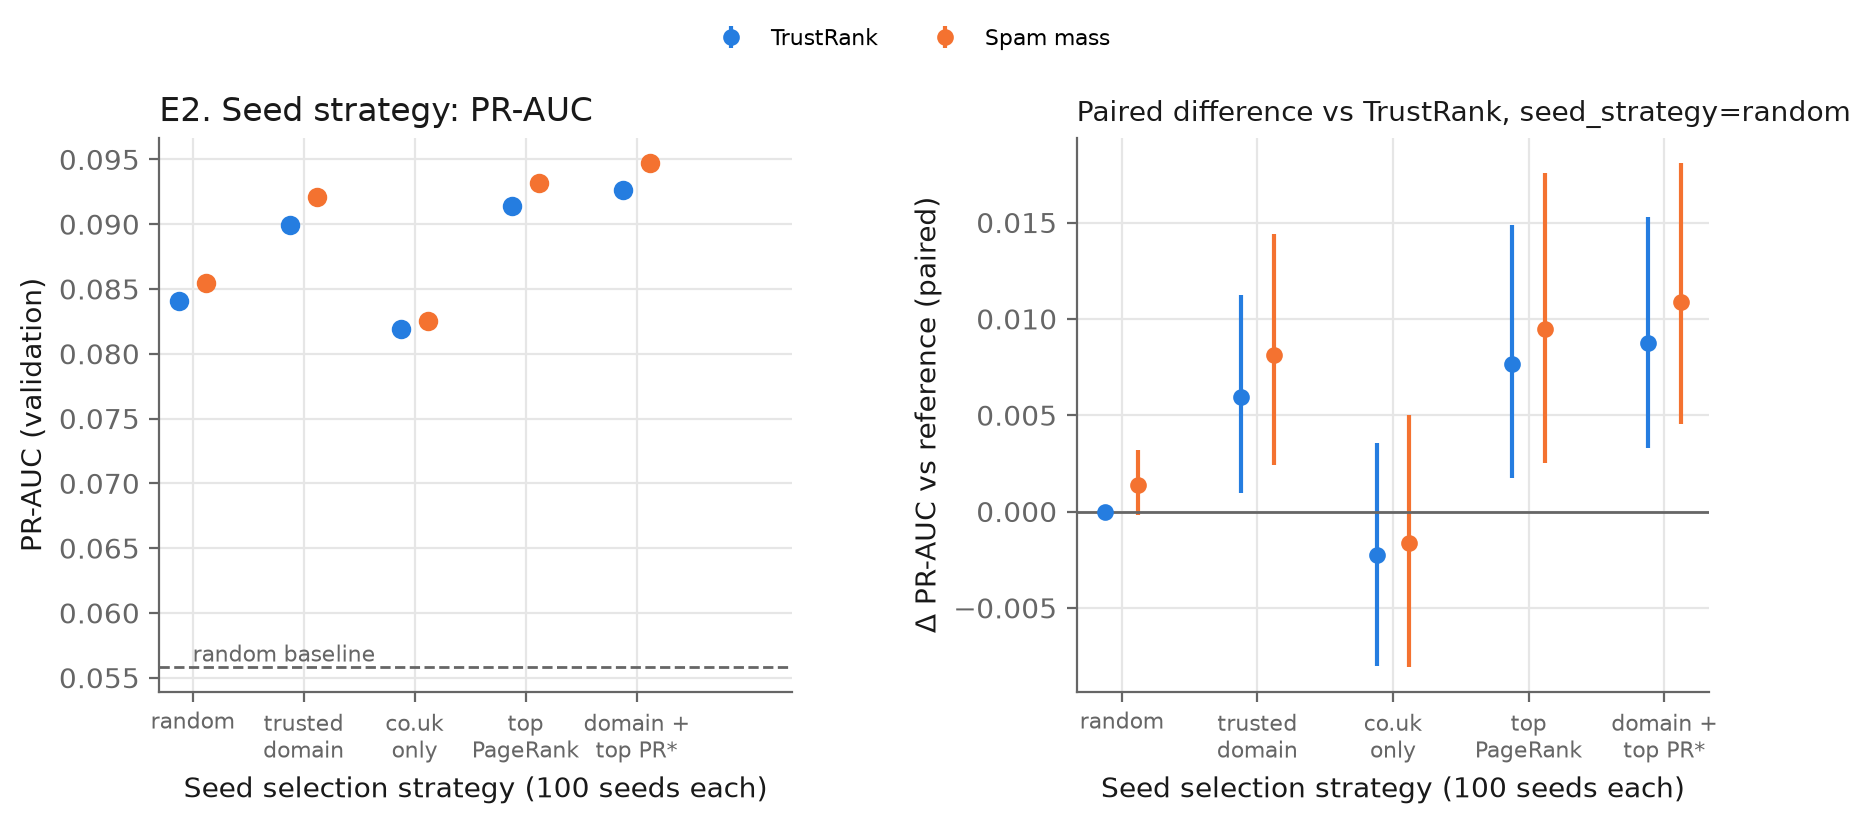 TrustRank
Spam mass
E2. Seed strategy: PR-AUC
0.095
0.090
0.085
0.080
0.075
0.070
0.065
0.060
0.055
PR-AUC (validation)
random baseline
random
trusted
domain
co.uk
only
top
PageRank
domain +
top PR*
Seed selection strategy (100 seeds each)
Paired difference vs TrustRank, seed_strategy=random
0.015
0.010
0.005
0.000
−0.005
Δ PR-AUC vs reference (paired)
random
trusted
domain
co.uk
only
top
PageRank
domain +
top PR*
Seed selection strategy (100 seeds each)